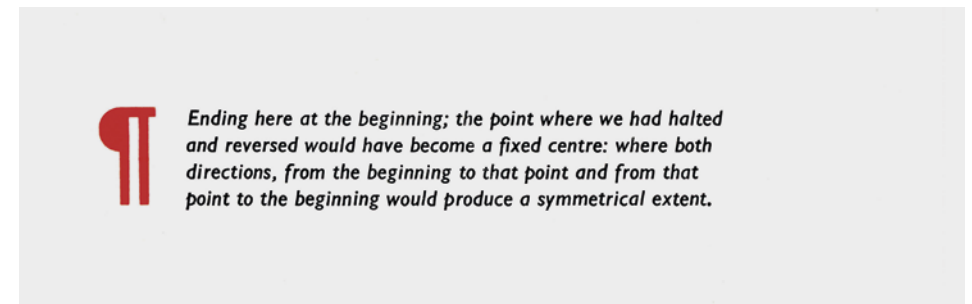 ¶ Ending here at the beginning; the point where we had halted
and reversed would have become a fixed centre: where both
directions, from the beginning to that point and from that
point to the beginning would produce a symmetrical extent.